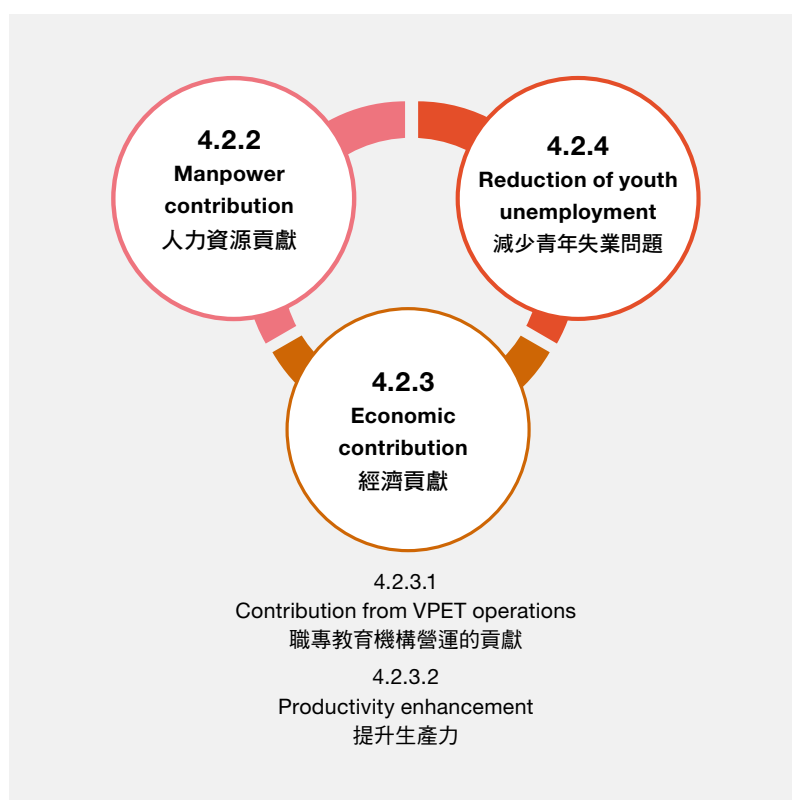 4.2.2
Manpower
contribution
人力資源貢獻
4.2.4
Reduction of youth
unemployment
減少青年失業問題
4.2.3
Economic
contribution
經濟貢獻
4.2.3.1
Contribution from VPET operations
職專教育機構營運的貢獻
4.2.3.2
Productivity enhancement
提升生產力